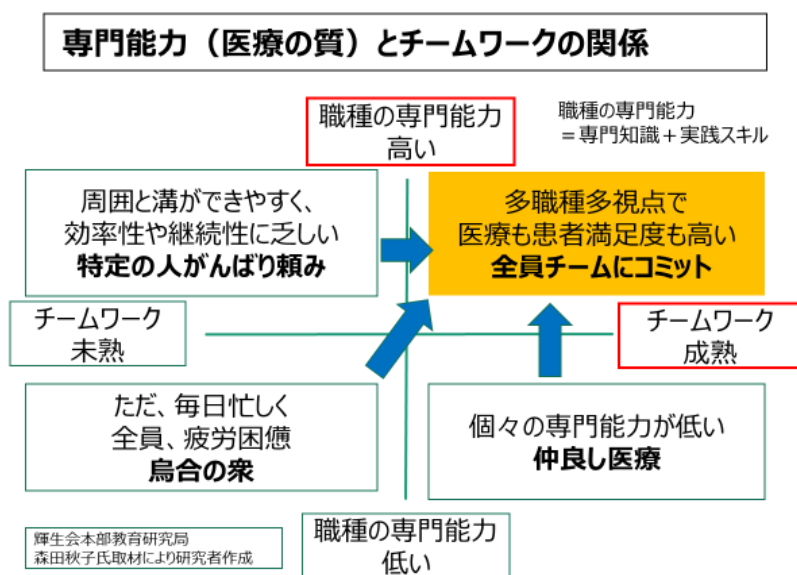 専門能力（医療の質）とチームワークの関係
職種の専門能力
高い
職種の専門能力
＝専門知識＋実践スキル
周囲と溝ができやすく、
効率性や継続性に乏しい
特定の人がんばり頼み
多職種多視点で
医療も患者満足度も高い
全員チームにコミット
チームワーク
未熟
チームワーク
成熟
ただ、毎日忙しく
全員、疲労困憊
烏合の衆
個々の専門能力が低い
仲良し医療
輝生会本部教育研究局
森田秋子氏取材により研究者作成
職種の専門能力
低い